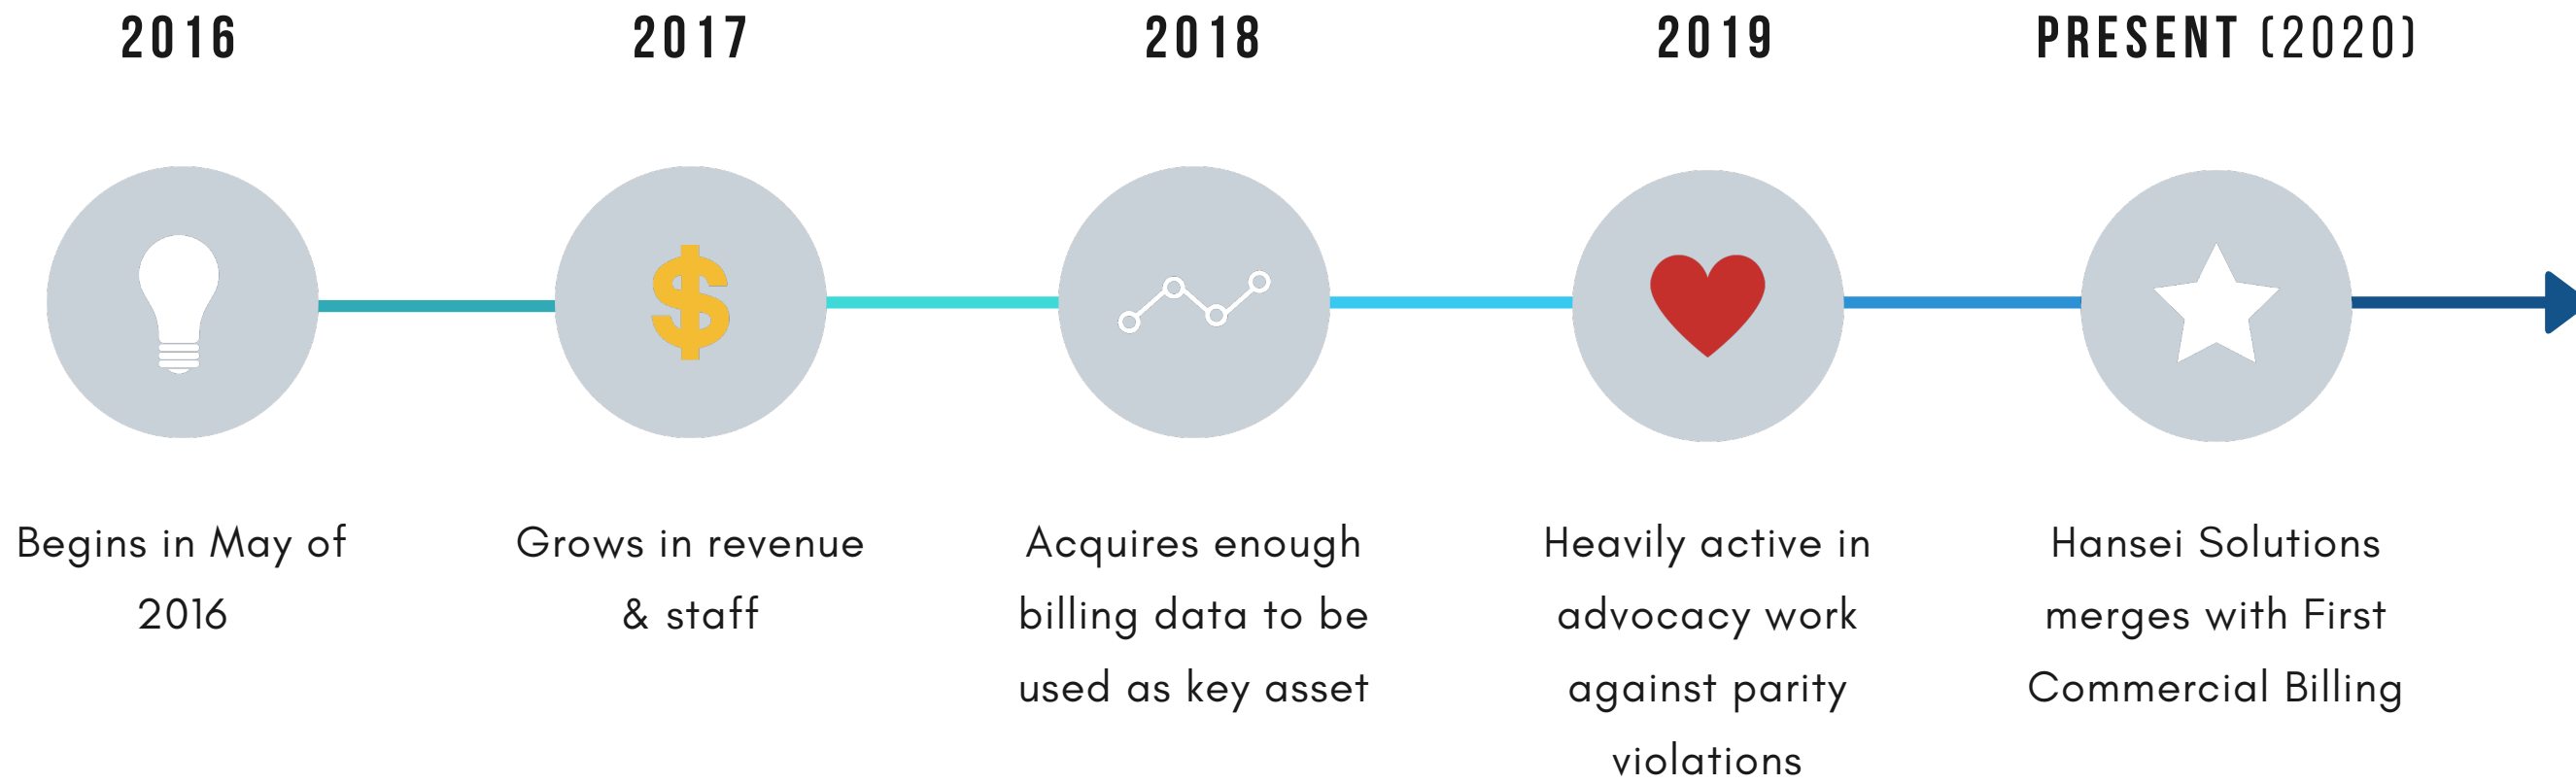 2016
Begins in May of
2016
2017
Grows in revenue
& staff
2018
Acquires enough
billing data to be
used as key asset
2019
Heavily active in
advocacy work
against parity
violations
PRESENT (2020)
Hansei Solutions
merges with First
Commercial Billing